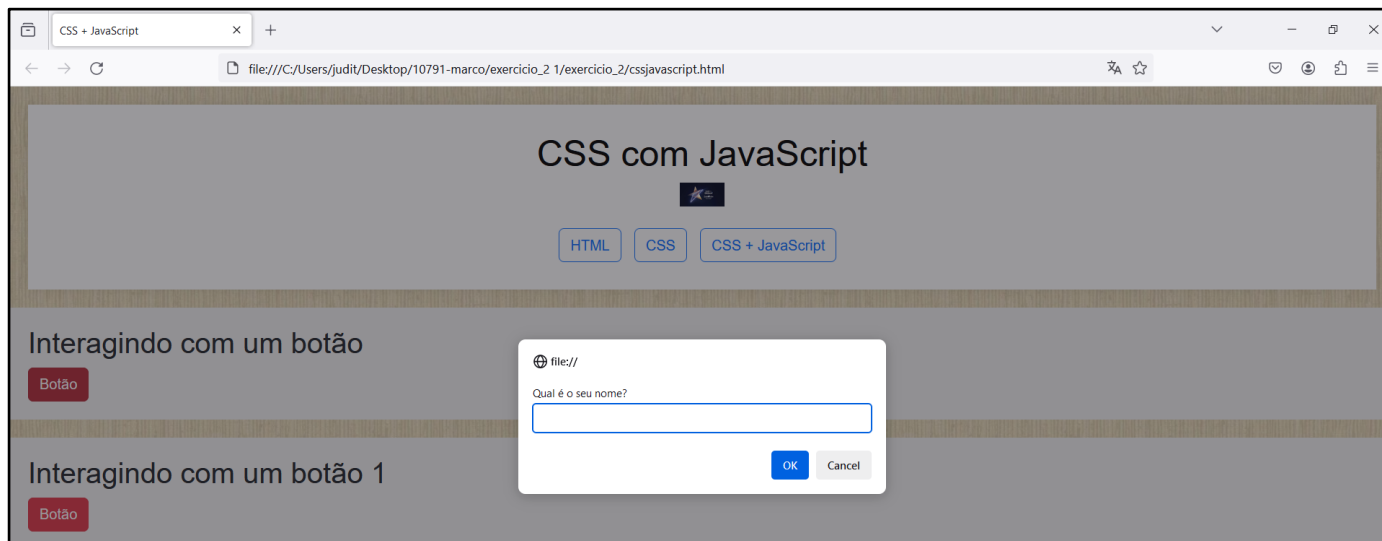 CSS + JavaScript
file:///C:/Users/judit/Desktop/10791-marco/exercicio_2 1/exercicio_2/cssjavascript.html
CSS com JavaScript
HTML CSS CSS + JavaScript
Interagindo com um botão
Botão
file://
Qual é o seu nome?
OK Cancel
Interagindo com um botão 1
Botão